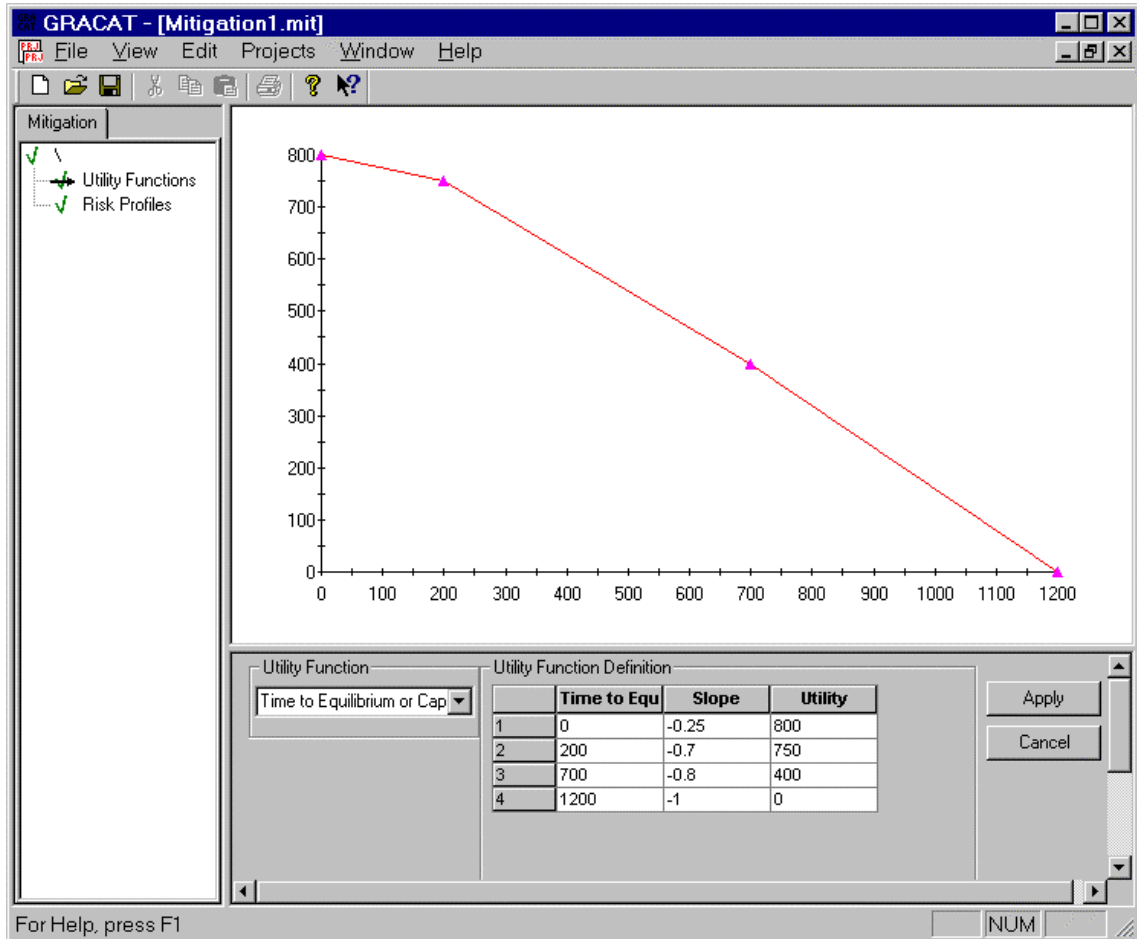 GRACAT - [Mitigation1.mit]
File View Edit Projects Window Help
Mitigation
Utility Functions
Risk Profiles
800
700
600
500
400
300
200
100
0
0 100 200 300 400 500 600 700 800 900 1000 1100 1200
Utility Function
Time to Equilibrium or Cap
Utility Function Definition
Time to Equ Slope Utility
1 0 -0.25 800
2 200 -0.7 750
3 700 -0.8 400
4 1200 -1 0
Apply
Cancel
For Help, press F1
NUM